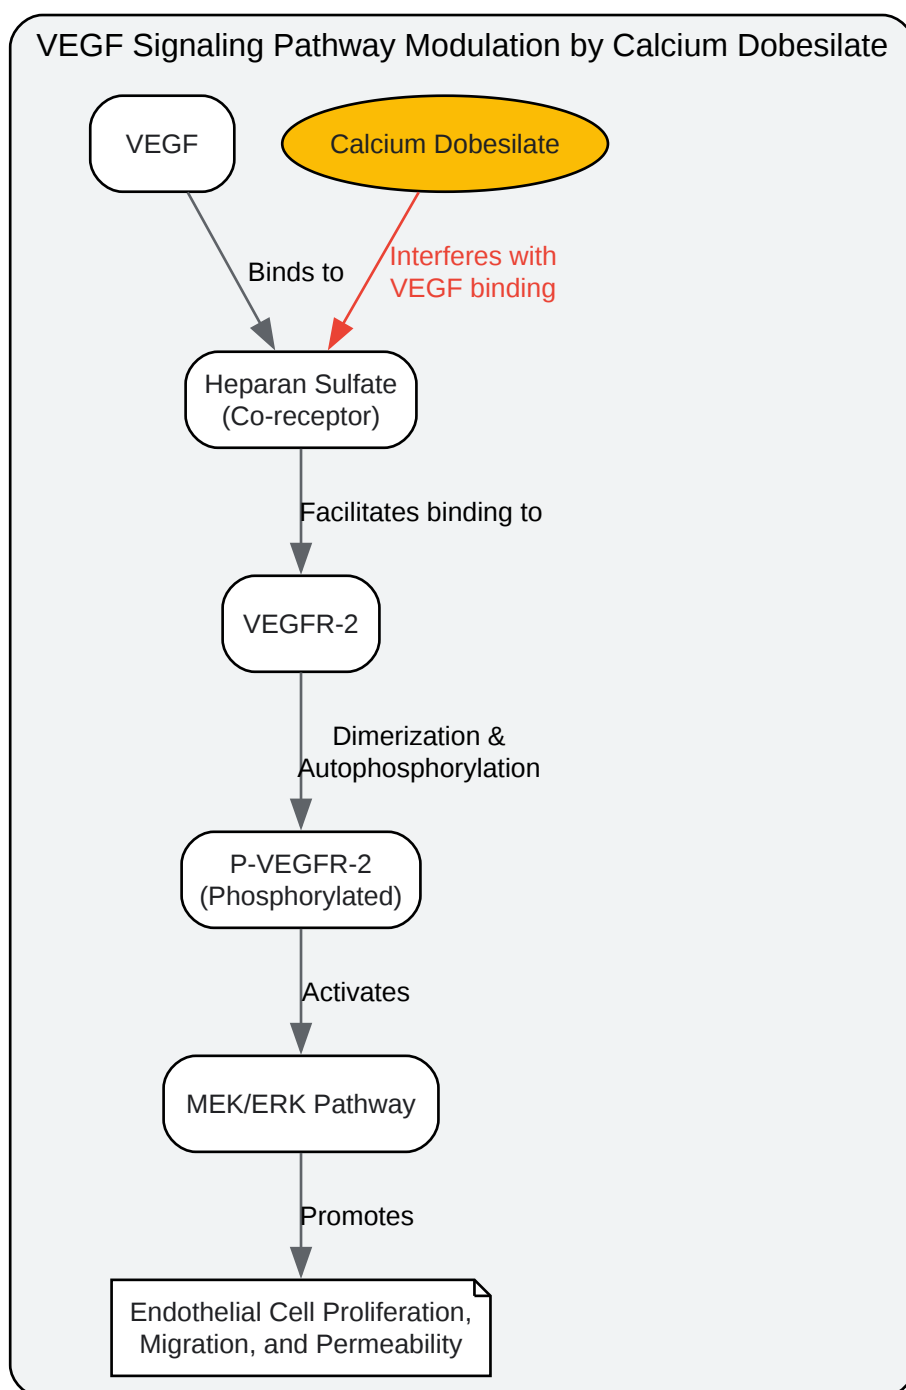 VEGF Signaling Pathway Modulation by Calcium Dobesilate
VEGF
Calcium Dobesilate
Binds to
Interferes with
VEGF binding
Heparan Sulfate
(Co-receptor)
Facilitates binding to
VEGFR-2
Dimerization &
Autophosphorylation
P-VEGFR-2
(Phosphorylated)
Activates
MEK/ERK Pathway
Promotes
Endothelial Cell Proliferation,
Migration, and Permeability